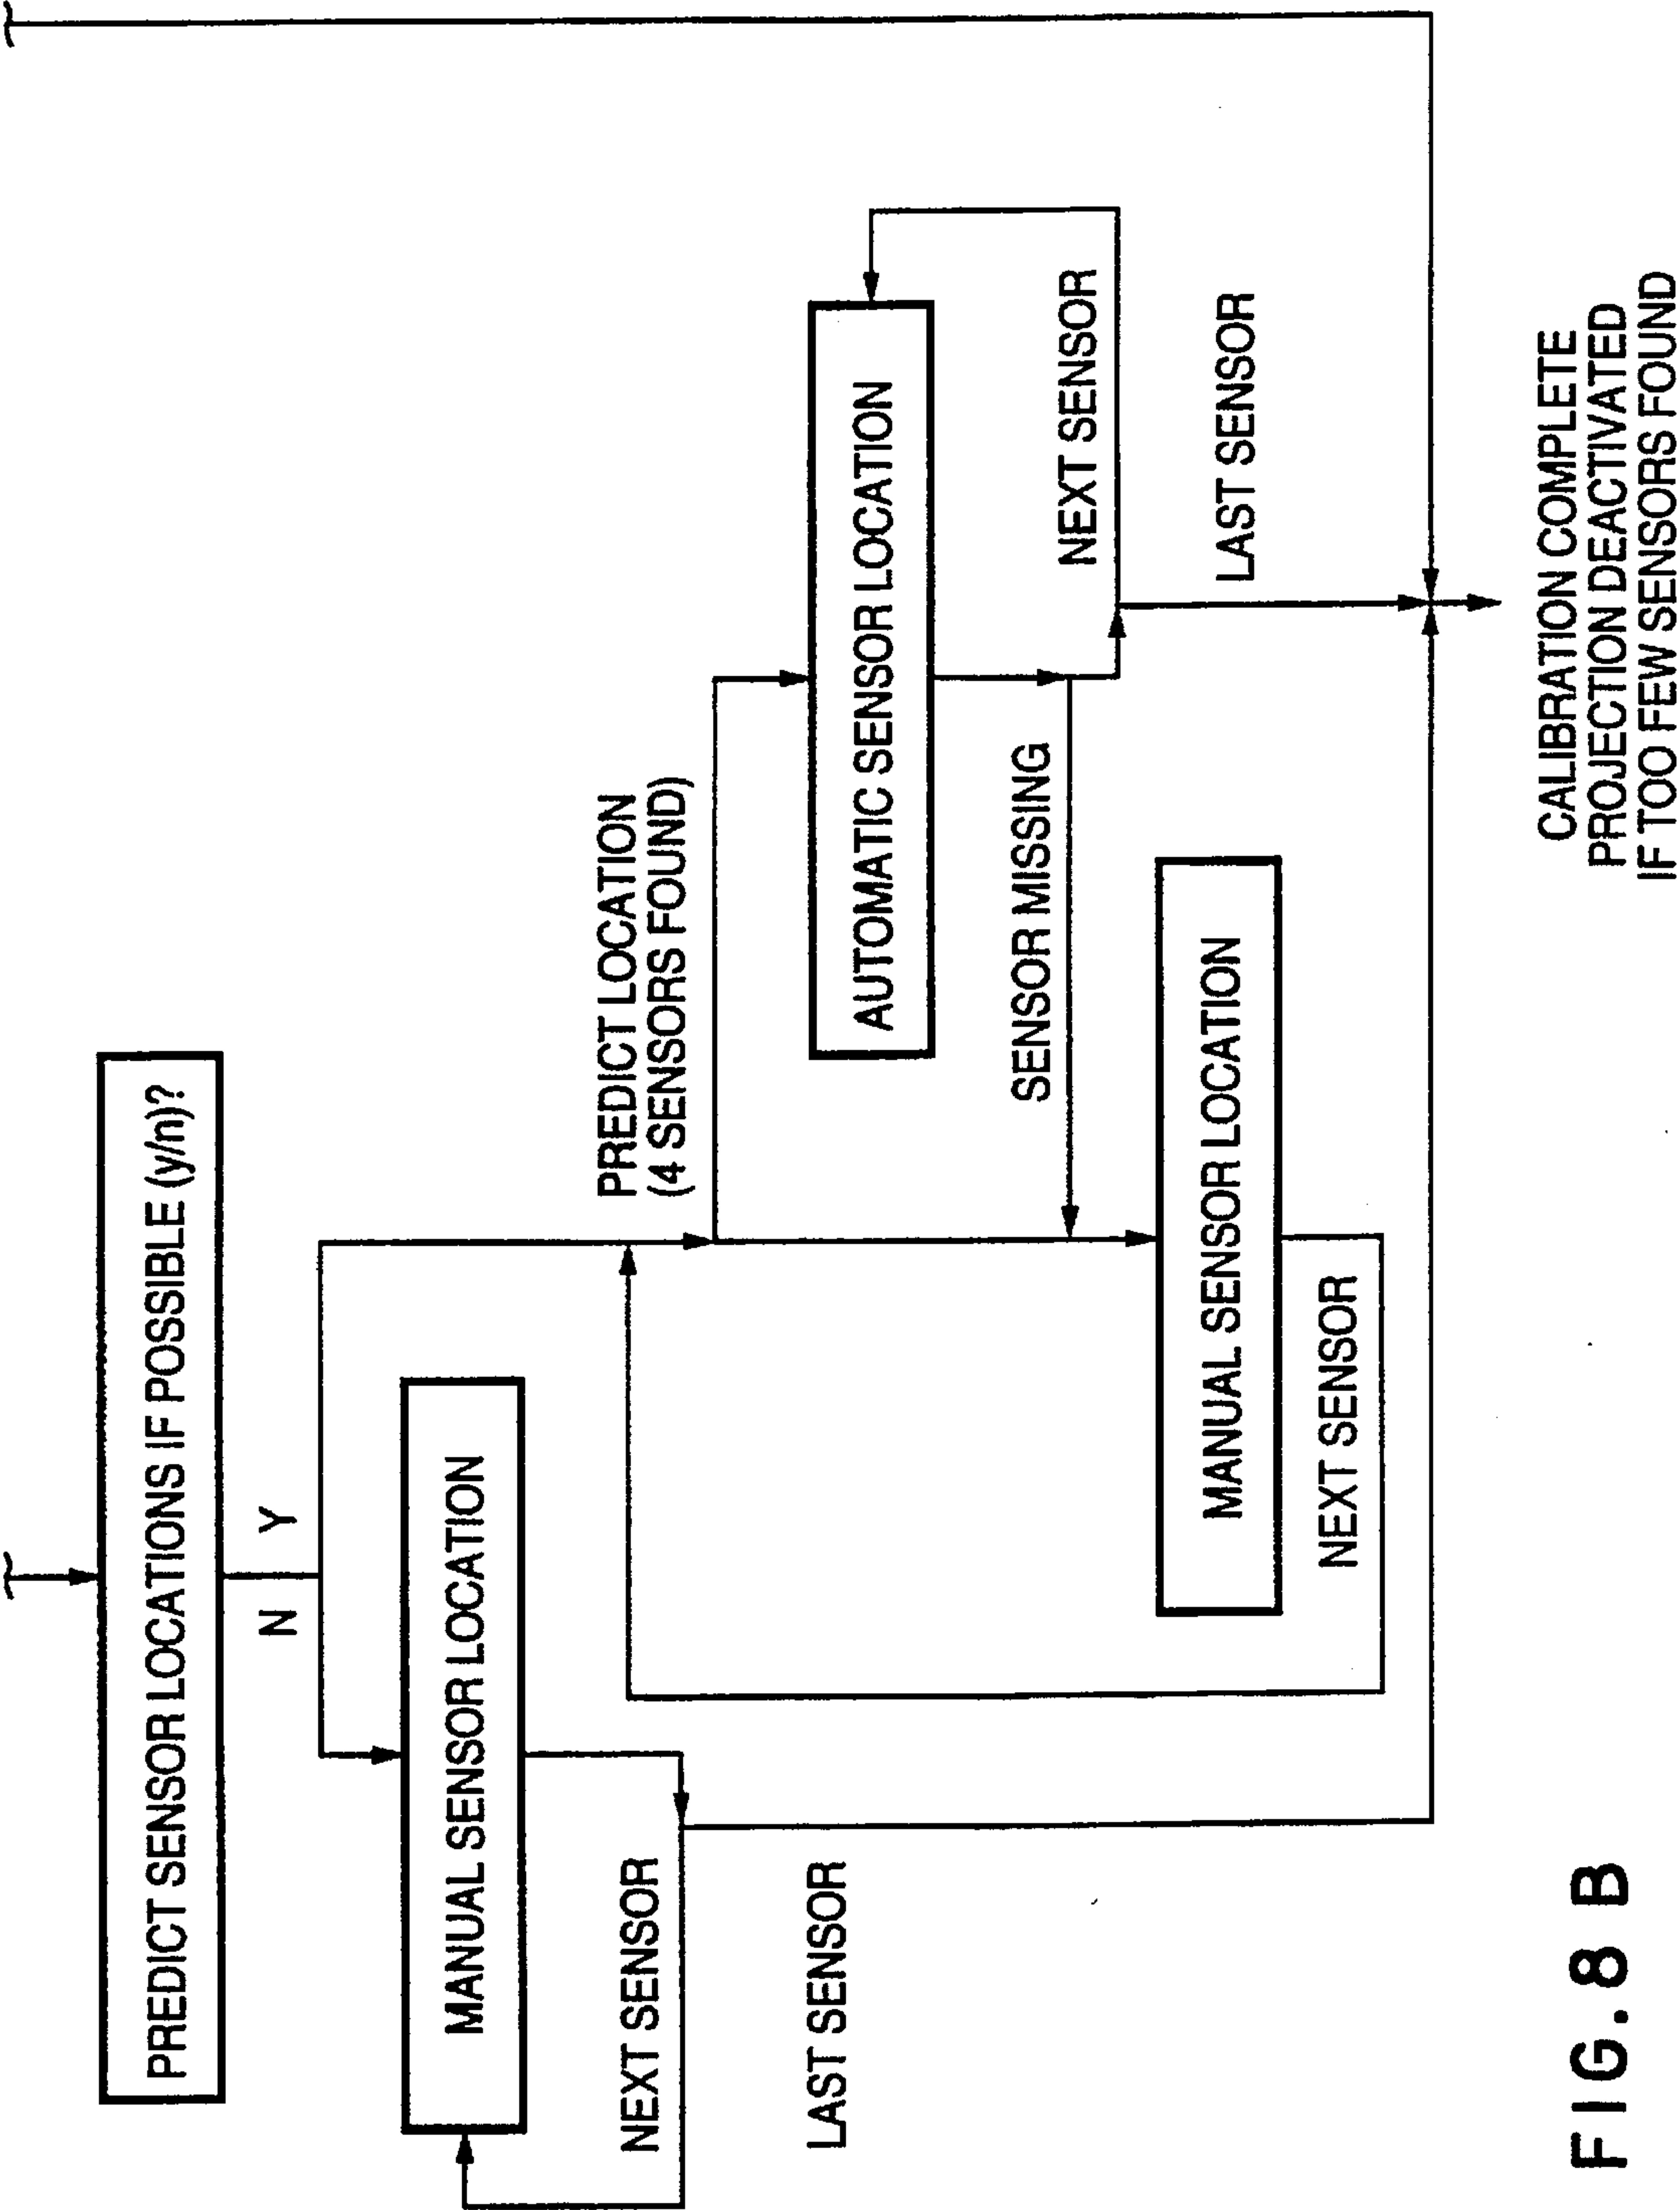 PREDICT SENSOR LOCATIONS IF POSSIBLE (y/n)?
N Y
MANUAL SENSOR LOCATION
NEXT SENSOR
LAST SENSOR
PREDICT LOCATION
(4 SENSORS FOUND)
AUTOMATIC SENSOR LOCATION
SENSOR MISSING
NEXT SENSOR
LAST SENSOR
MANUAL SENSOR LOCATION
NEXT SENSOR
CALIBRATION COMPLETE
PROJECTION DEACTIVATED
IF TOO FEW SENSORS FOUND
FIG. 8 B